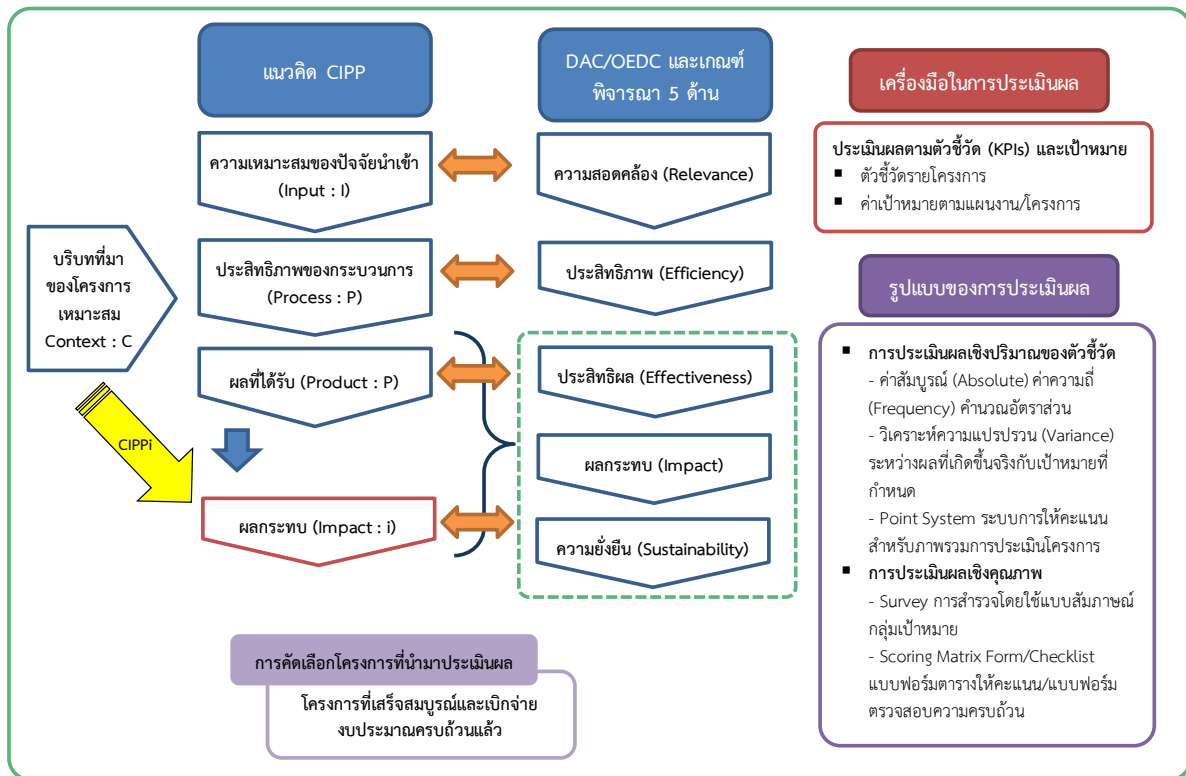 แนวคิด CIPP
DAC/OEDC และเกณฑ์
พิจารณา 5 ด้าน
เครื่องมือในการประเมินผล
ประเมินผลตามตัวชี้วัด (KPIs) และเป้าหมาย
▪ ตัวชี้วัดรายโครงการ
▪ ค่าเป้าหมายตามแผนงาน/โครงการ
ความเหมาะสมของปัจจัยนำเข้า
(Input : I)
ความสอดคล้อง (Relevance)
บริบทที่มา
ของโครงการ
เหมาะสม
Context : C
ประสิทธิภาพของกระบวนการ
(Process : P)
ประสิทธิภาพ (Efficiency)
ผลที่ได้รับ (Product : P)
ประสิทธิผล (Effectiveness)
CIPPi
ผลกระทบ (Impact)
ผลกระทบ (Impact : i)
ความยั่งยืน (Sustainability)
รูปแบบของการประเมินผล
▪ การประเมินผลเชิงปริมาณของตัวชี้วัด
- ค่าสัมบูรณ์ (Absolute) ค่าความถี่
(Frequency) คำนวณอัตราส่วน
- วิเคราะห์ความแปรปรวน (Variance)
ระหว่างผลที่เกิดขึ้นจริงกับเป้าหมายที่
กำหนด
- Point System ระบบการให้คะแนน
สำหรับภาพรวมการประเมินโครงการ
▪ การประเมินผลเชิงคุณภาพ
- Survey การสำรวจโดยใช้แบบสัมภาษณ์
กลุ่มเป้าหมาย
- Scoring Matrix Form/Checklist
แบบฟอร์มตารางให้คะแนน/แบบฟอร์ม
ตรวจสอบความครบถ้วน
การคัดเลือกโครงการที่นำมาประเมินผล
โครงการที่เสร็จสมบูรณ์และเบิกจ่าย
งบประมาณครบถ้วนแล้ว